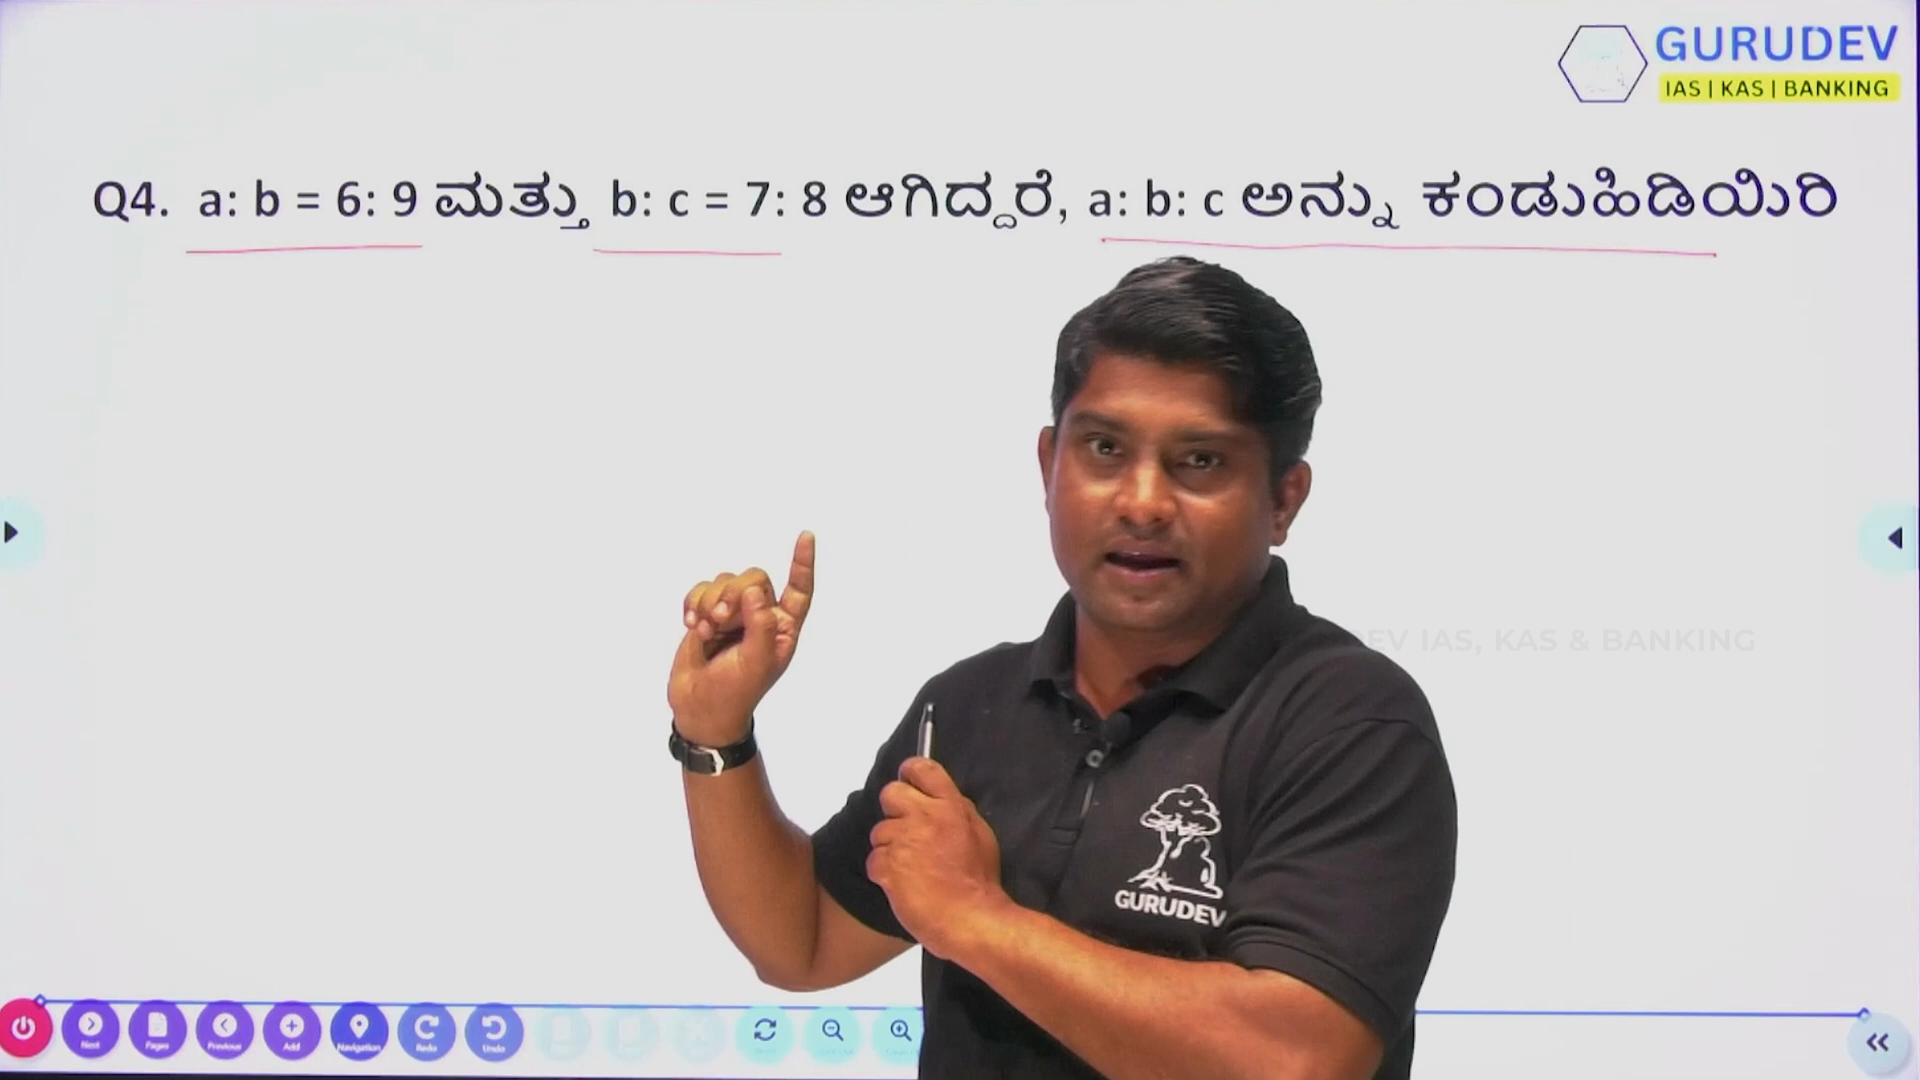 GURUDEV
IAS | KAS | BANKING
Q4. a: b = 6: 9 ಮತ್ತು b: c = 7: 8 ಆಗಿದ್ದರೆ, a: b: c ಅನ್ನು ಕಂಡುಹಿಡಿಯಿರಿ
EV IAS, KAS & BANKING
GURUDEV
Next
Pages
Previous
Add
Navigation
Redo
Undo